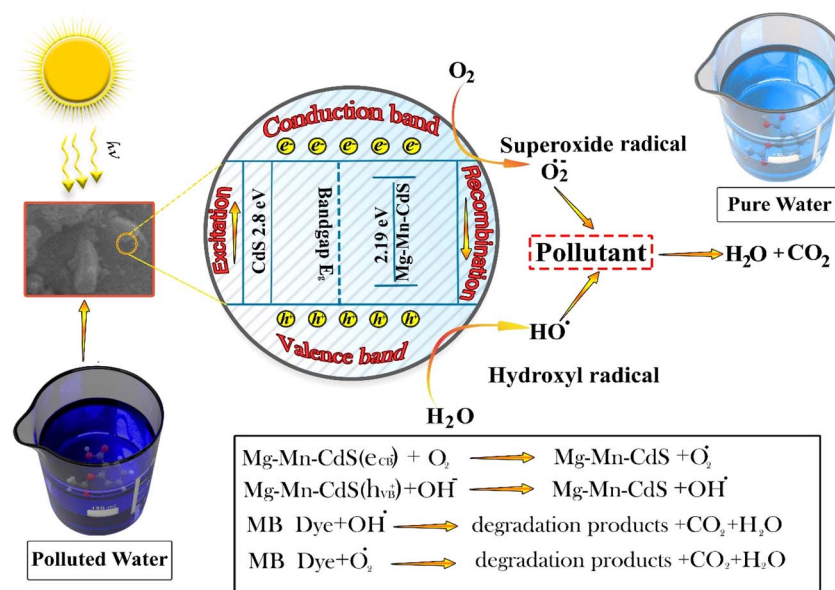 hν
O₂
Conduction band
e⁻ e⁻ e⁻ e⁻ e⁻
Superoxide radical
O₂•⁻
Pure Water
Excitation
CdS 2.8 eV
Bandgap Eg
2.19 eV
Mg-Mn-CdS
Recombination
Pollutant
H₂O + CO₂
h⁺ h⁺ h⁺ h⁺ h⁺
Valence band
HO•
Hydroxyl radical
H₂O
Polluted Water
Mg-Mn-CdS(e⁻CB) + O₂ → Mg-Mn-CdS +O₂•
Mg-Mn-CdS(h⁺VB)+OH⁻ → Mg-Mn-CdS +OH•
MB Dye+OH• → degradation products +CO₂+H₂O
MB Dye+O₂• → degradation products +CO₂+H₂O